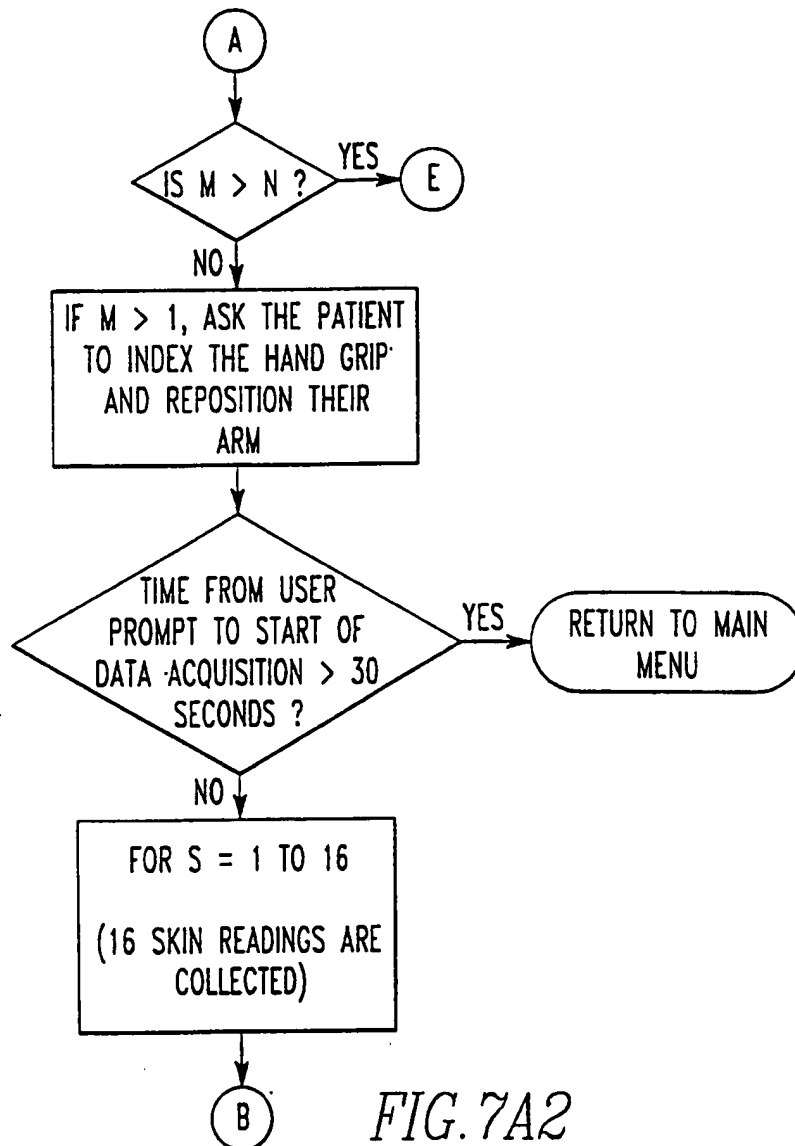 A
IS M > N ?
YES
E
NO
IF M > 1, ASK THE PATIENT
TO INDEX THE HAND GRIP
AND REPOSITION THEIR
ARM
TIME FROM USER
PROMPT TO START OF
DATA ACQUISITION > 30
SECONDS ?
YES
RETURN TO MAIN
MENU
NO
FOR S = 1 TO 16
(16 SKIN READINGS ARE
COLLECTED)
B
FIG. 7A2